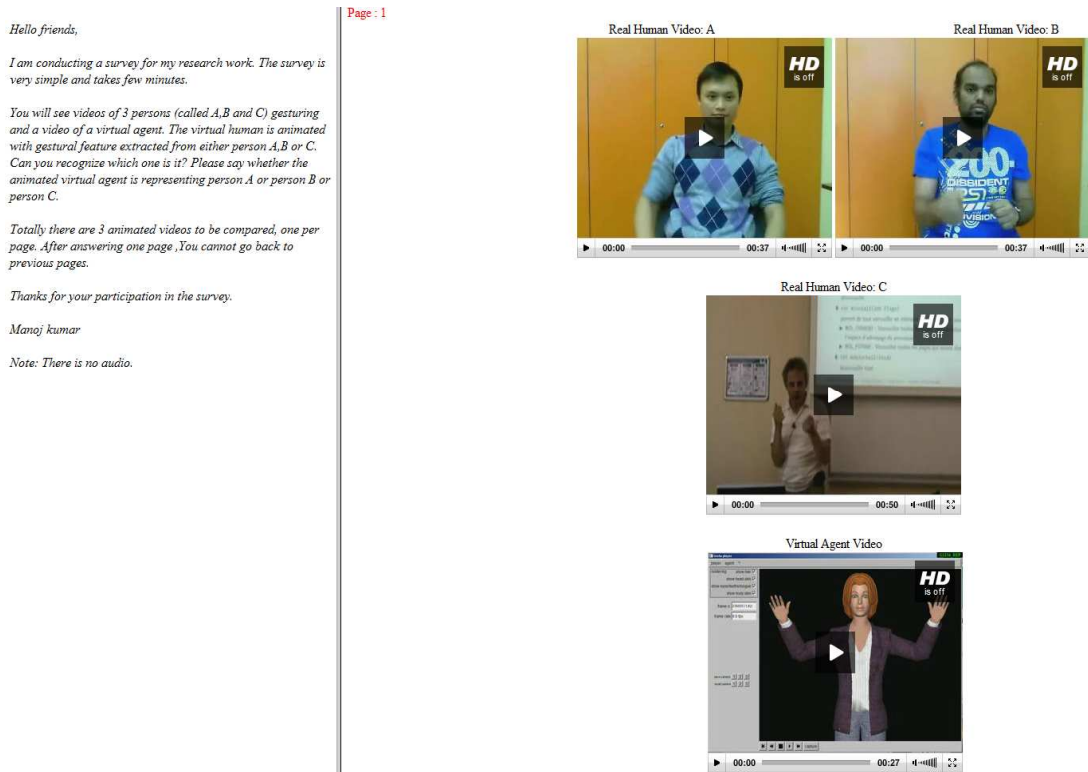 Hello friends,
I am conducting a survey for my research work. The survey is
very simple and takes few minutes.
You will see videos of 3 persons (called A,B and C) gesturing
and a video of a virtual agent. The virtual human is animated
with gestural feature extracted from either person A,B or C.
Can you recognize which one is it? Please say whether the
animated virtual agent is representing person A or person B or
person C.
Totally there are 3 animated videos to be compared, one per
page. After answering one page ,You cannot go back to
previous pages.
Thanks for your participation in the survey.
Manoj kumar
Note: There is no audio.
Page : 1
Real Human Video: A
HD
is off
00:00 00:37
Real Human Video: B
HD
is off
200
DISSIDENT
00:00 00:37
Real Human Video: C
HD
is off
00:00 00:50
Virtual Agent Video
HD
is off
00:00 00:27